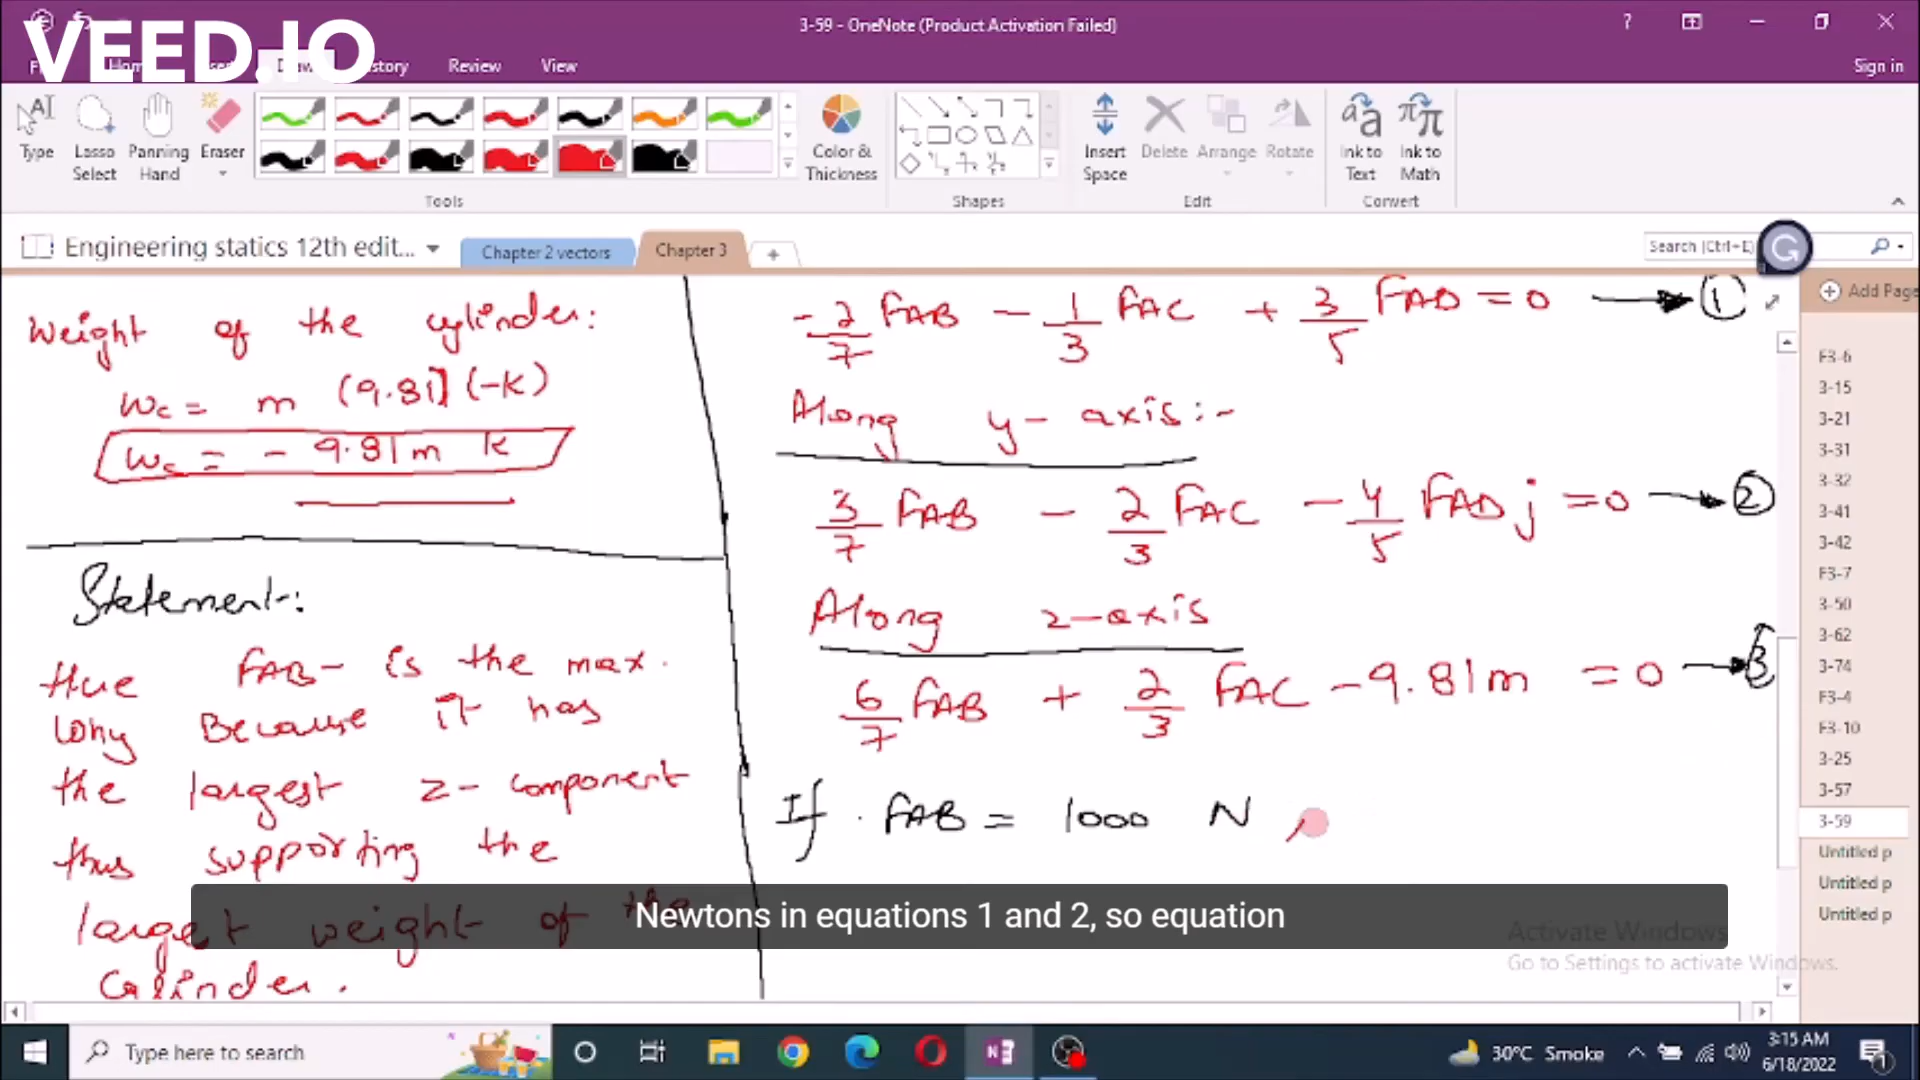 3-59 - OneNote (Product Activation Failed)
VEED.IO
Review
View
Sign in
Type
Lasso Select
Panning Hand
Eraser
Color & Thickness
Insert Space
Delete
Arrange
Rotate
Ink to Text
Ink to Math
Tools
Shapes
Edit
Convert
Engineering statics 12th edit...
Chapter 2 vectors
Chapter 3
Search (Ctrl+E)
Add Page
weight of the cylinder:
Wc = m (9.81) (-k)
Wc = - 9.81m k
Statement:
FAB- is the max.
long Because it has
the largest z- component
thus supporting the
largest weight of the
-2/7 FAB - 1/3 FAC + 3/5 FAD = 0 → 1
Along y- axis:-
3/7 FAB - 2/3 FAC - 4/5 FAD j = 0 → 2
Along z-axis
6/7 FAB + 2/3 FAC - 9.81m = 0 → 3
If FAB = 1000 N
Newtons in equations 1 and 2, so equation
F3-6
3-15
3-21
3-31
3-32
3-41
3-42
F3-7
3-50
3-62
3-74
F3-4
F3-10
3-25
3-57
3-59
Untitled p
Untitled p
Untitled p
Activate Windows
Go to Settings to activate Windows.
Type here to search
30°C Smoke
3:15 AM
6/18/2022